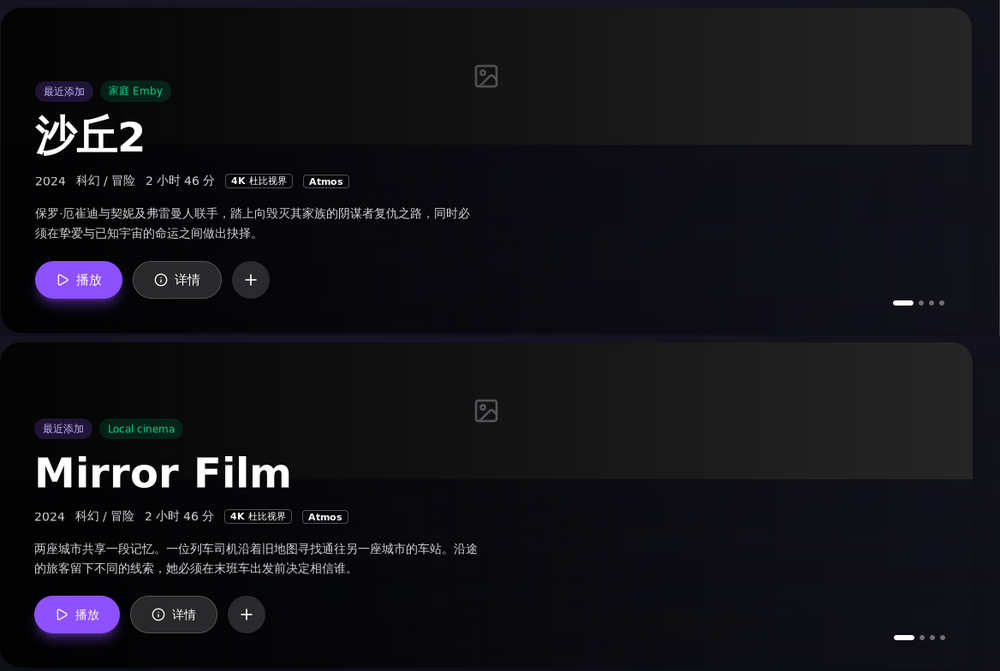 最近添加 家庭 Emby
沙丘2
2024 科幻 / 冒险 2 小时 46 分 4K 杜比视界 Atmos
保罗·厄崔迪与契妮及弗雷曼人联手，踏上向毁灭其家族的阴谋者复仇之路，同时必
须在挚爱与已知宇宙的命运之间做出抉择。
播放 详情
最近添加 Local cinema
Mirror Film
2024 科幻 / 冒险 2 小时 46 分 4K 杜比视界 Atmos
两座城市共享一段记忆。一位列车司机沿着旧地图寻找通往另一座城市的车站。沿途
的旅客留下不同的线索，她必须在末班车出发前决定相信谁。
播放 详情